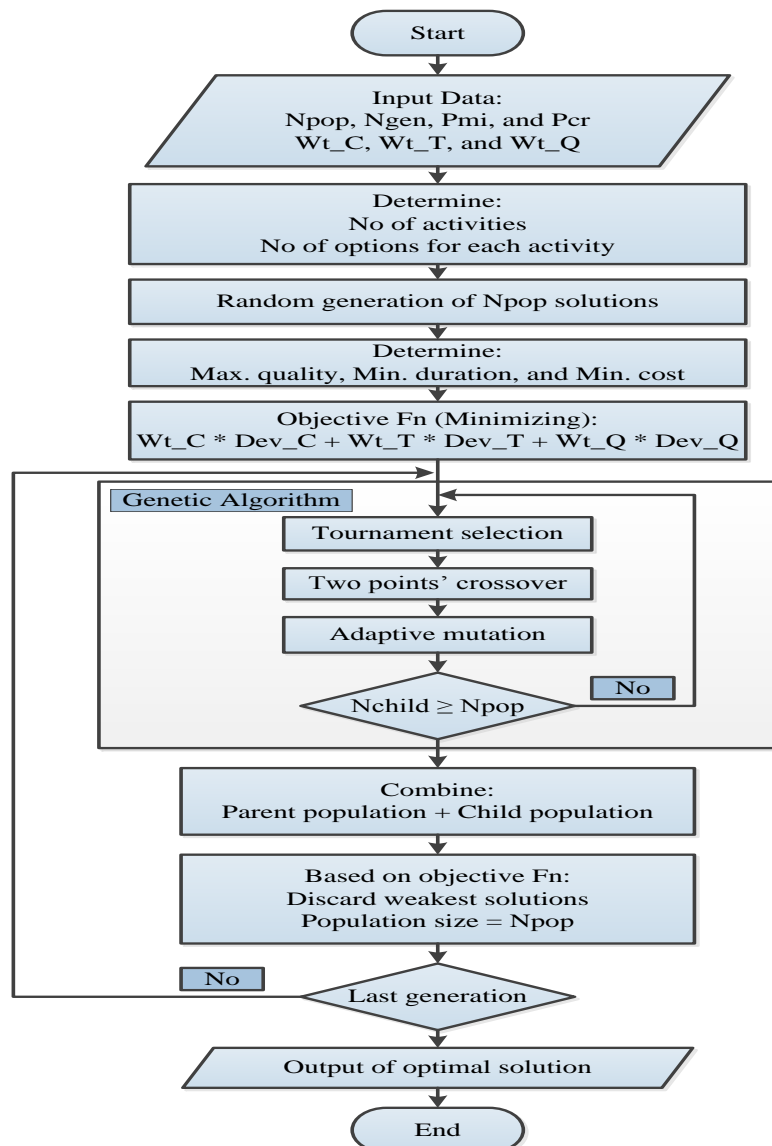 Start
Input Data:
Npop, Ngen, Pmi, and Pcr
Wt_C, Wt_T, and Wt_Q
Determine:
No of activities
No of options for each activity
Random generation of Npop solutions
Determine:
Max. quality, Min. duration, and Min. cost
Objective Fn (Minimizing):
Wt_C * Dev_C + Wt_T * Dev_T + Wt_Q * Dev_Q
Genetic Algorithm
Tournament selection
Two points’ crossover
Adaptive mutation
No
Nchild ≥ Npop
Combine:
Parent population + Child population
Based on objective Fn:
Discard weakest solutions
Population size = Npop
No
Last generation
Output of optimal solution
End